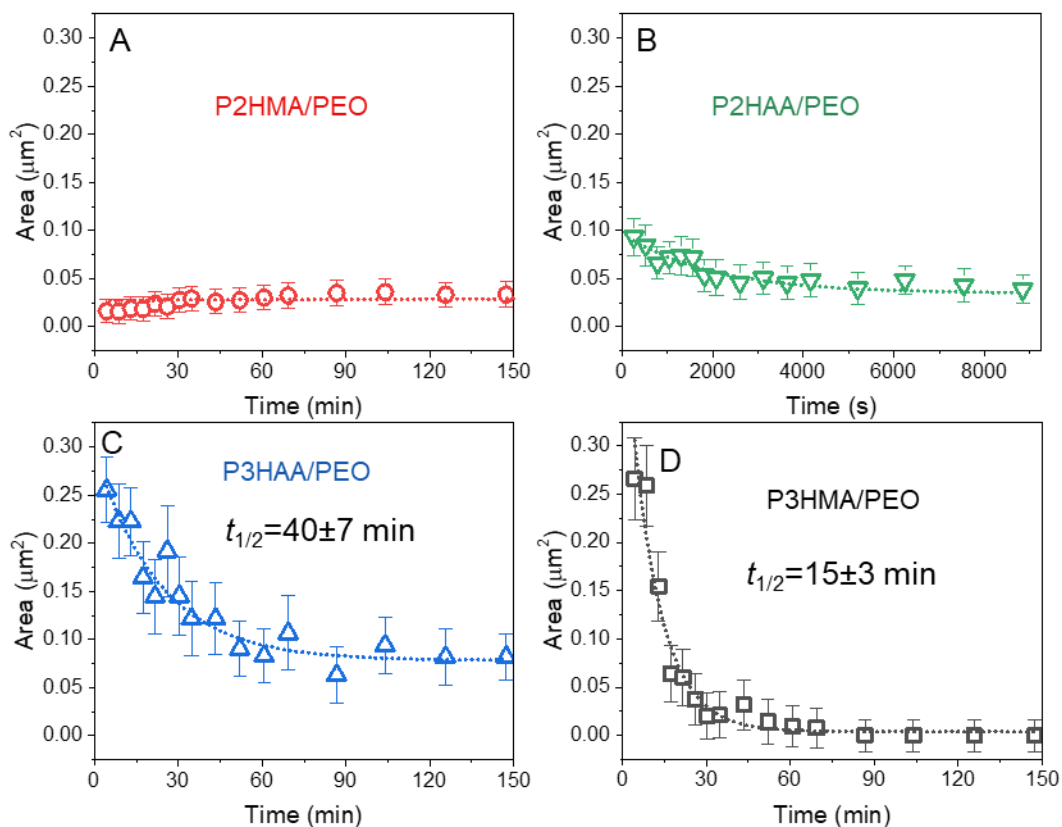 A
P2HMA/PEO
Area (μm²)
0.30
0.25
0.20
0.15
0.10
0.05
0.00
0 30 60 90 120 150
Time (min)
B
P2HAA/PEO
Area (μm²)
0.30
0.25
0.20
0.15
0.10
0.05
0.00
0 2000 4000 6000 8000
Time (s)
C
P3HAA/PEO
t1/2=40±7 min
Area (μm²)
0.30
0.25
0.20
0.15
0.10
0.05
0.00
0 30 60 90 120 150
Time (min)
D
P3HMA/PEO
t1/2=15±3 min
Area (μm²)
0.30
0.25
0.20
0.15
0.10
0.05
0.00
0 30 60 90 120 150
Time (min)